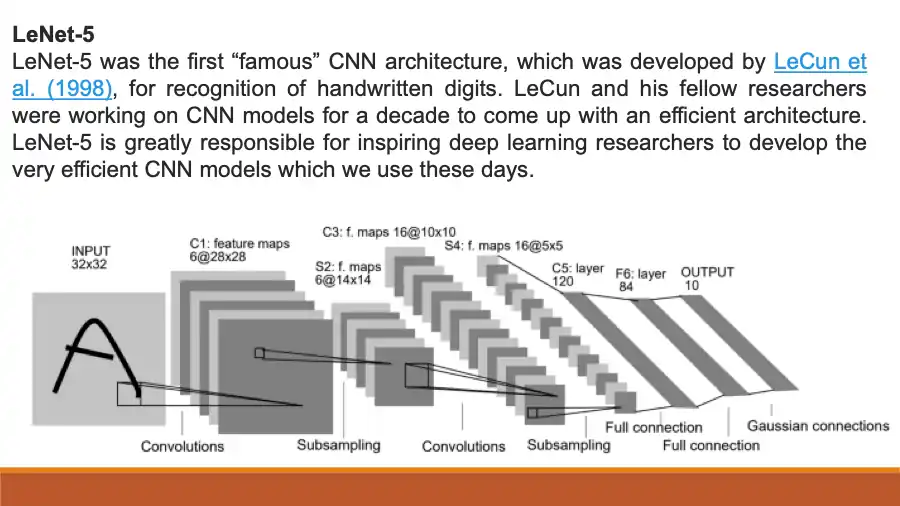 LeNet-5
LeNet-5 was the first “famous” CNN architecture, which was developed by LeCun et
al. (1998), for recognition of handwritten digits. LeCun and his fellow researchers
were working on CNN models for a decade to come up with an efficient architecture.
LeNet-5 is greatly responsible for inspiring deep learning researchers to develop the
very efficient CNN models which we use these days.
INPUT
32x32
C1: feature maps
6@28x28
S2: f. maps
6@14x14
C3: f. maps 16@10x10
S4: f. maps 16@5x5
C5: layer
120
F6: layer
84
OUTPUT
10
A
Convolutions
Subsampling
Convolutions
Subsampling
Full connection
Full connection
Gaussian connections